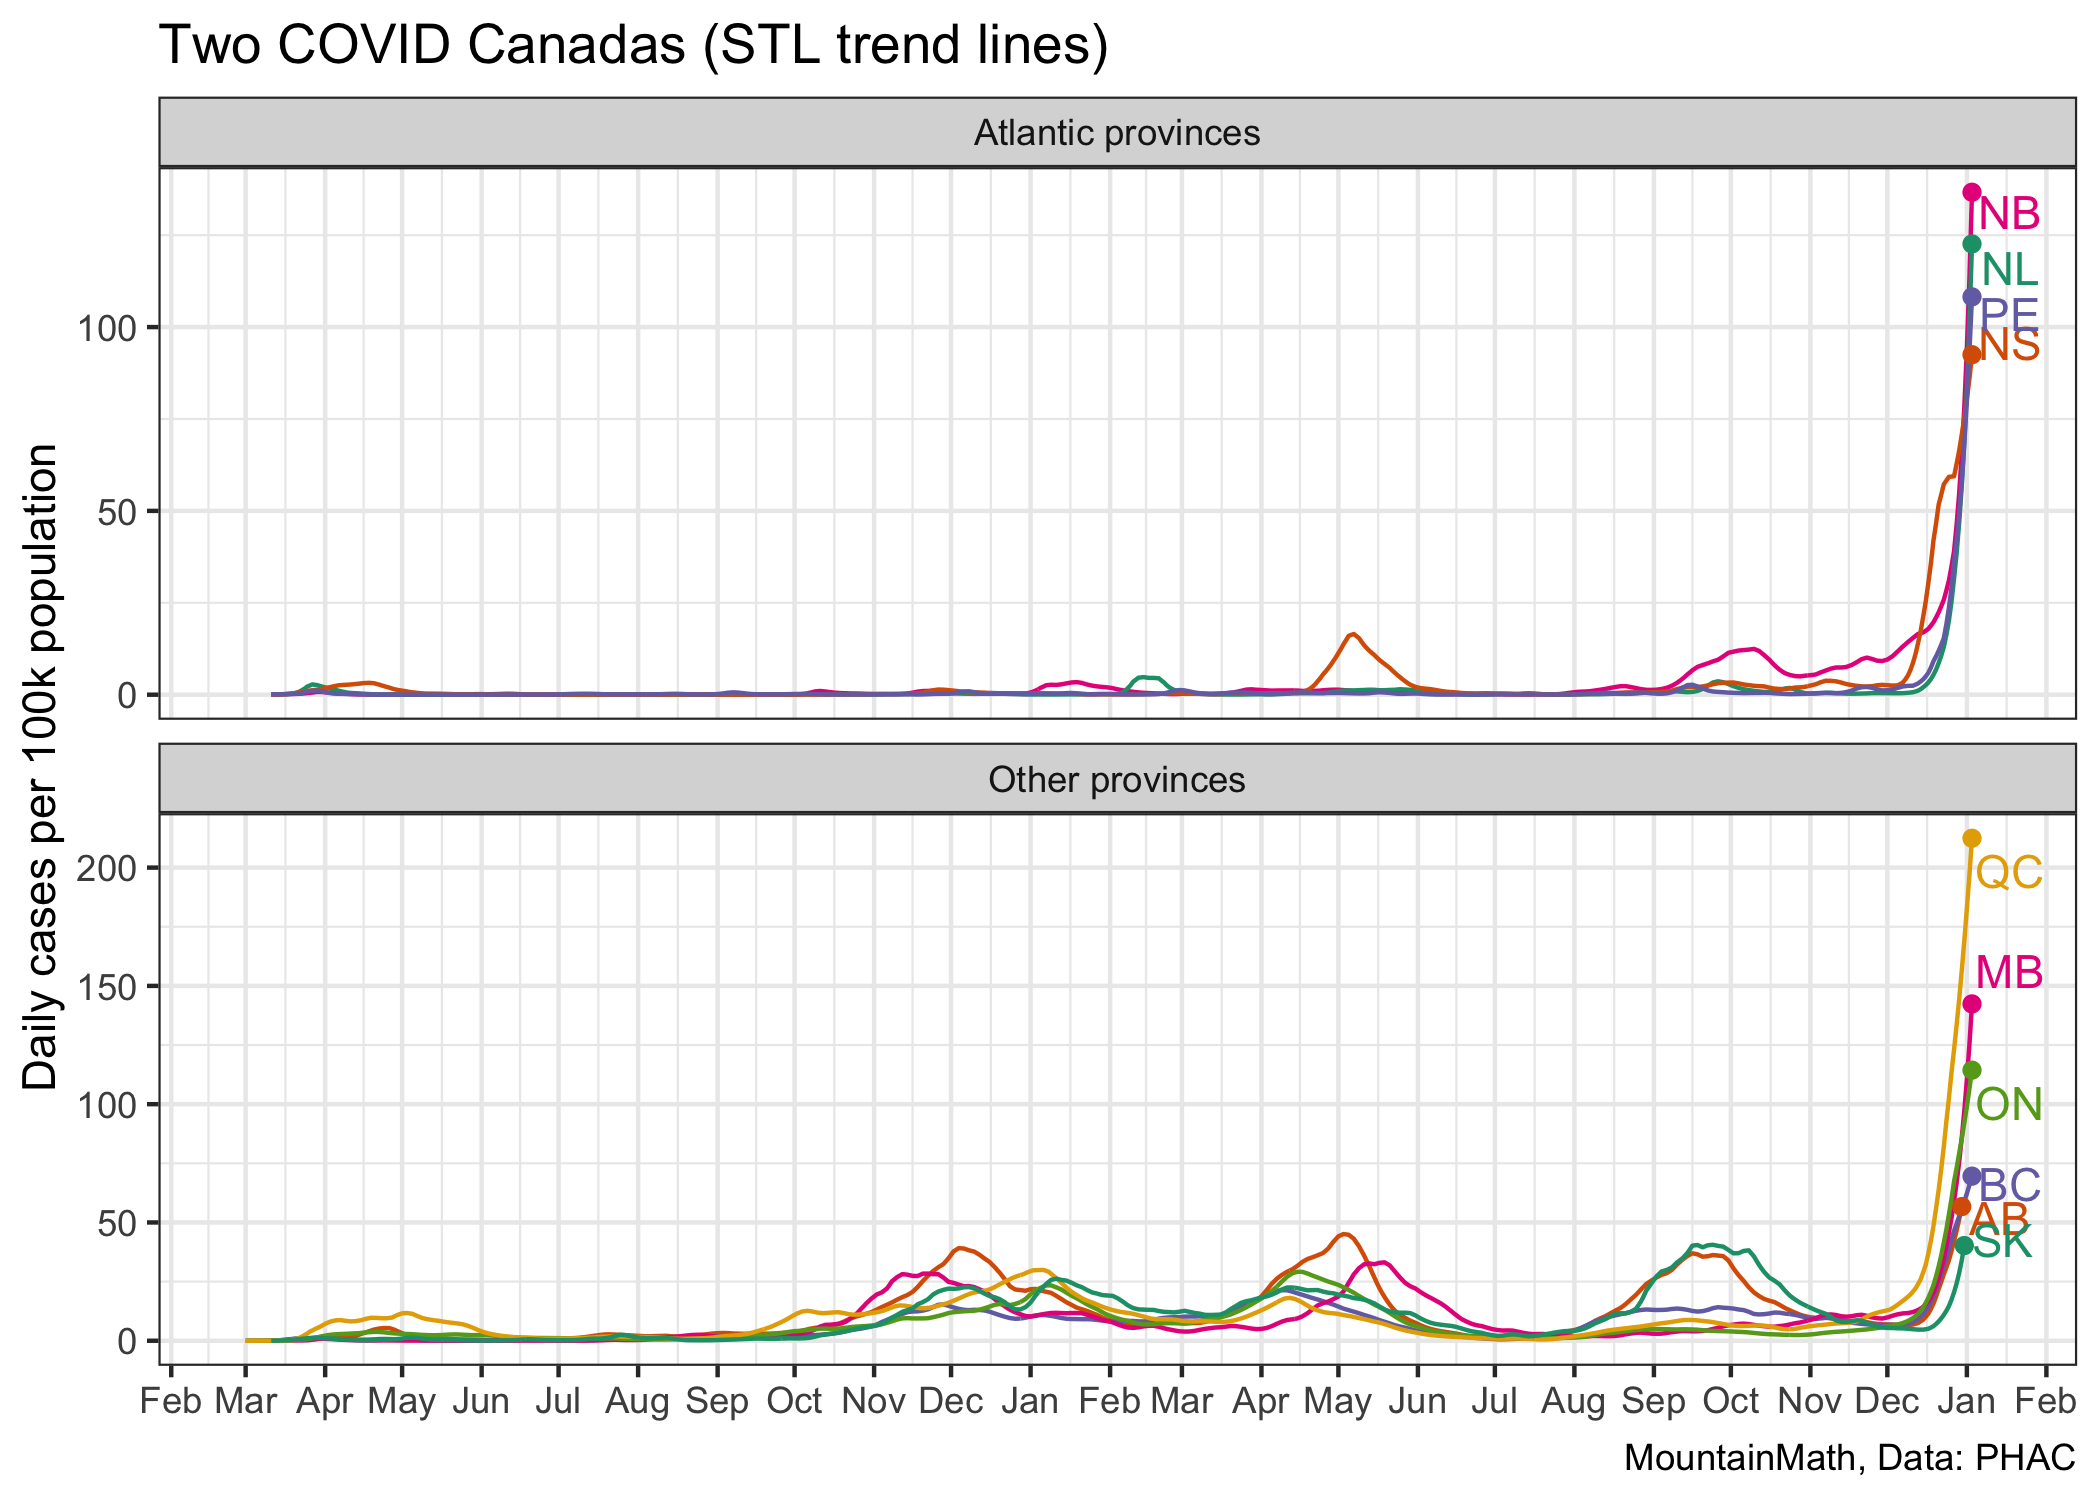 Two COVID Canadas (STL trend lines)
Atlantic provinces
NB
NL
PE
NS
100
50
0
Daily cases per 100k population
Other provinces
QC
MB
ON
BC
AB
SK
200
150
100
50
0
Feb Mar Apr May Jun Jul Aug Sep Oct Nov Dec Jan Feb Mar Apr May Jun Jul Aug Sep Oct Nov Dec Jan Feb
MountainMath, Data: PHAC